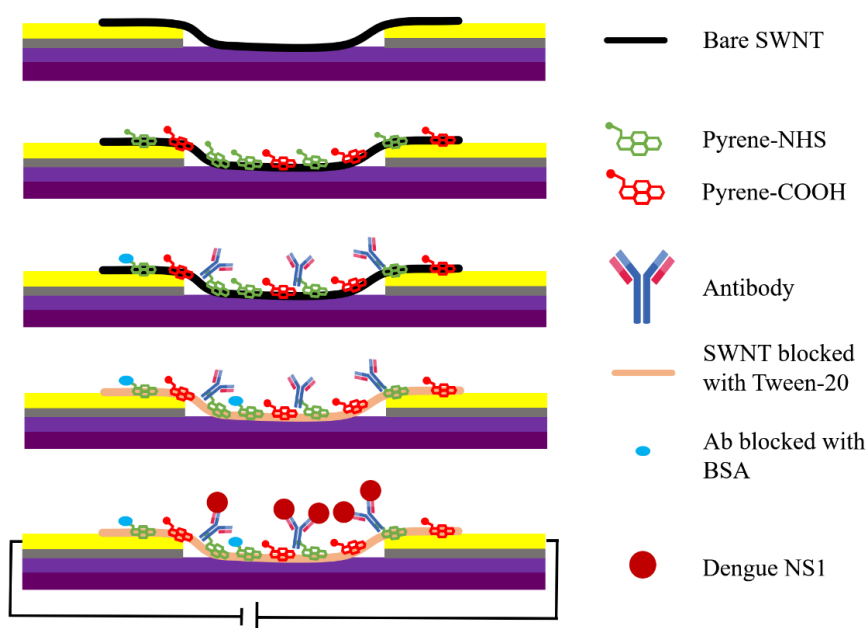 Bare SWNT
Pyrene-NHS
Pyrene-COOH
Antibody
SWNT blocked
with Tween-20
Ab blocked with
BSA
Dengue NS1